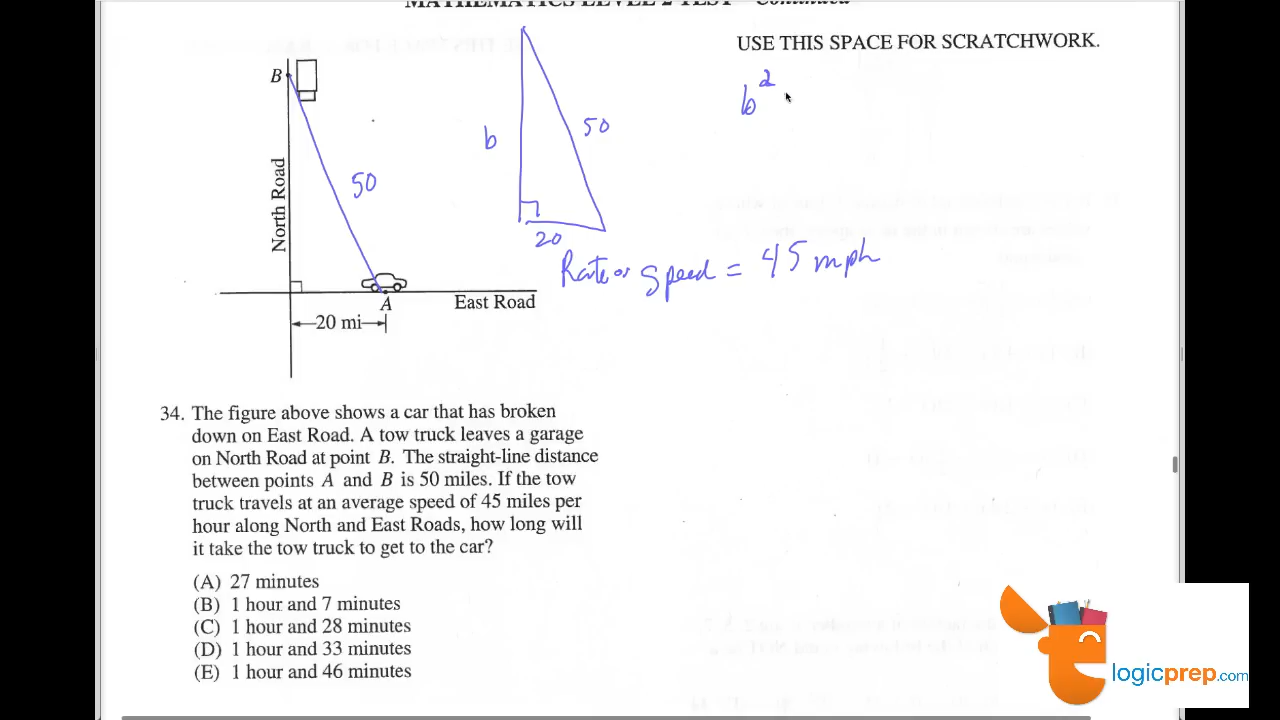 MATHEMATICS LEVEL 2 TEST—Continued
USE THIS SPACE FOR SCRATCHWORK.
B
North Road
50
A
East Road
20 mi
b
50
20
b²
Rate or speed = 45 mph
34. The figure above shows a car that has broken
down on East Road. A tow truck leaves a garage
on North Road at point B. The straight-line distance
between points A and B is 50 miles. If the tow
truck travels at an average speed of 45 miles per
hour along North and East Roads, how long will
it take the tow truck to get to the car?
(A) 27 minutes
(B) 1 hour and 7 minutes
(C) 1 hour and 28 minutes
(D) 1 hour and 33 minutes
(E) 1 hour and 46 minutes
logicprep.com